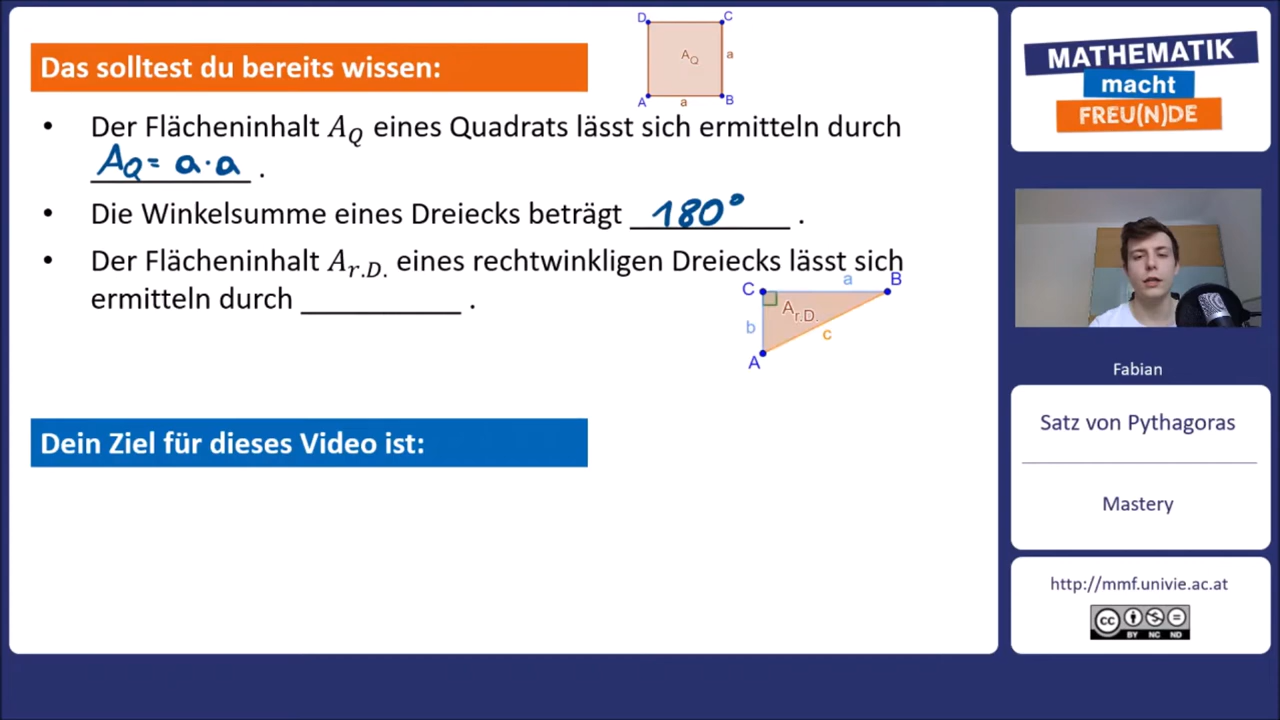 Das solltest du bereits wissen:
D
C
A_Q
a
A
a
B
• Der Flächeninhalt A_Q eines Quadrats lässt sich ermitteln durch
A_Q = a · a .
• Die Winkelsumme eines Dreiecks beträgt 180° .
• Der Flächeninhalt A_r.D. eines rechtwinkligen Dreiecks lässt sich
ermitteln durch ___________ .
C
a
B
A_r.D.
b
c
A
Dein Ziel für dieses Video ist:
MATHEMATIK
macht
FREU(N)DE
Fabian
Satz von Pythagoras
Mastery
http://mmf.univie.ac.at
cc
BY NC ND